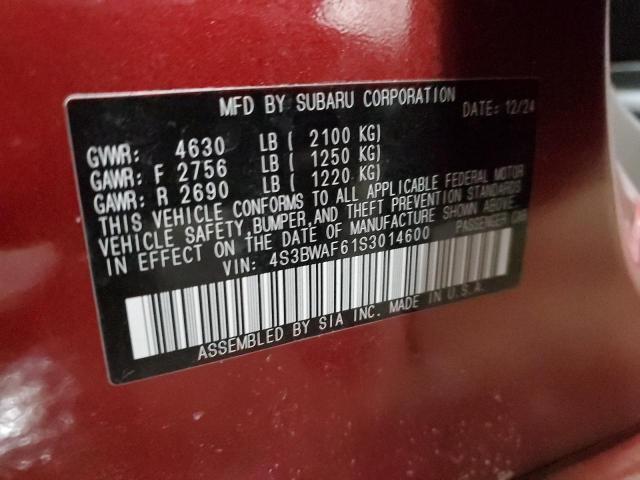 MFD BY SUBARU CORPORATION
DATE: 12/24
GVWR: 4630 LB ( 2100 KG)
GAWR: F 2756 LB ( 1250 KG)
GAWR: R 2690 LB ( 1220 KG)
THIS VEHICLE CONFORMS TO ALL APPLICABLE FEDERAL MOTOR
VEHICLE SAFETY, BUMPER, AND THEFT PREVENTION STANDARDS
IN EFFECT ON THE DATE OF MANUFACTURE SHOWN ABOVE.
VIN: 4S3BWAF61S3014600 PASSENGER CAR
ASSEMBLED BY SIA INC. MADE IN U.S.A.